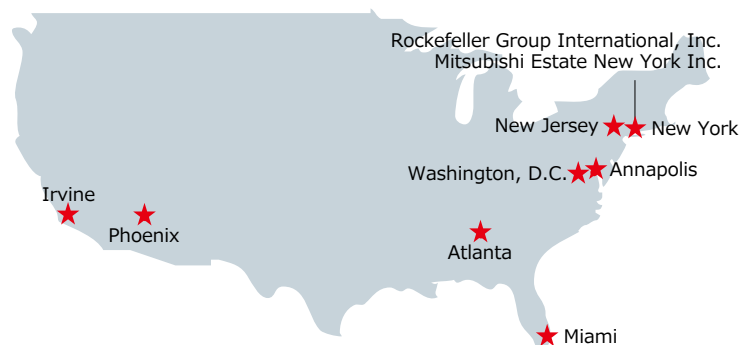 Rockefeller Group International, Inc.
Mitsubishi Estate New York Inc.
New Jersey
New York
Washington, D.C.
Annapolis
Irvine
Phoenix
Atlanta
Miami